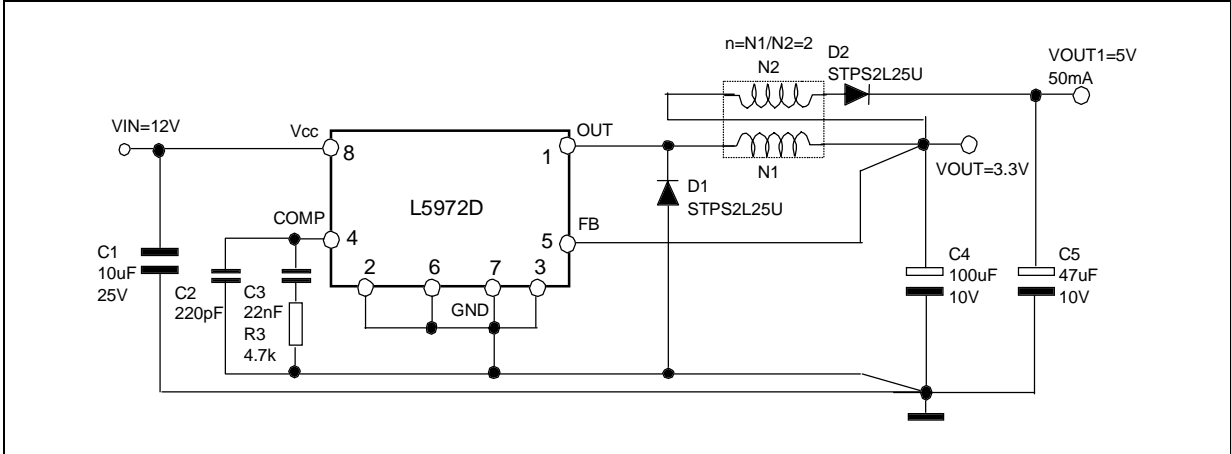 n=N1/N2=2
D2
STPS2L25U
N2
VOUT1=5V
50mA
VIN=12V
Vcc
OUT
8
1
N1
VOUT=3.3V
D1
STPS2L25U
L5972D
COMP
FB
4
5
C1
10uF
25V
C2
220pF
C3
22nF
R3
4.7k
2
6
7
3
GND
C4
100uF
10V
C5
47uF
10V